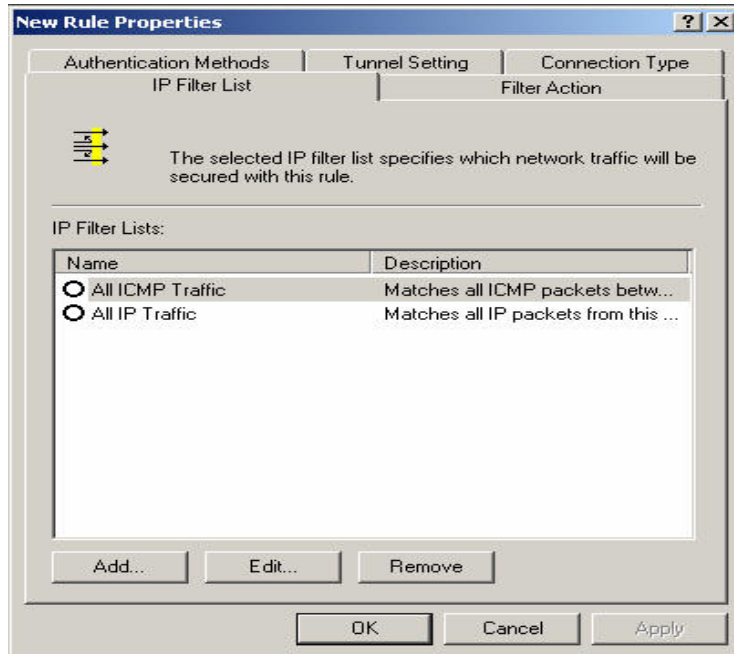 New Rule Properties
Authentication Methods Tunnel Setting Connection Type
IP Filter List Filter Action
The selected IP filter list specifies which network traffic will be
secured with this rule.
IP Filter Lists:
Name Description
All ICMP Traffic Matches all ICMP packets betw...
All IP Traffic Matches all IP packets from this ...
Add... Edit... Remove
OK Cancel Apply